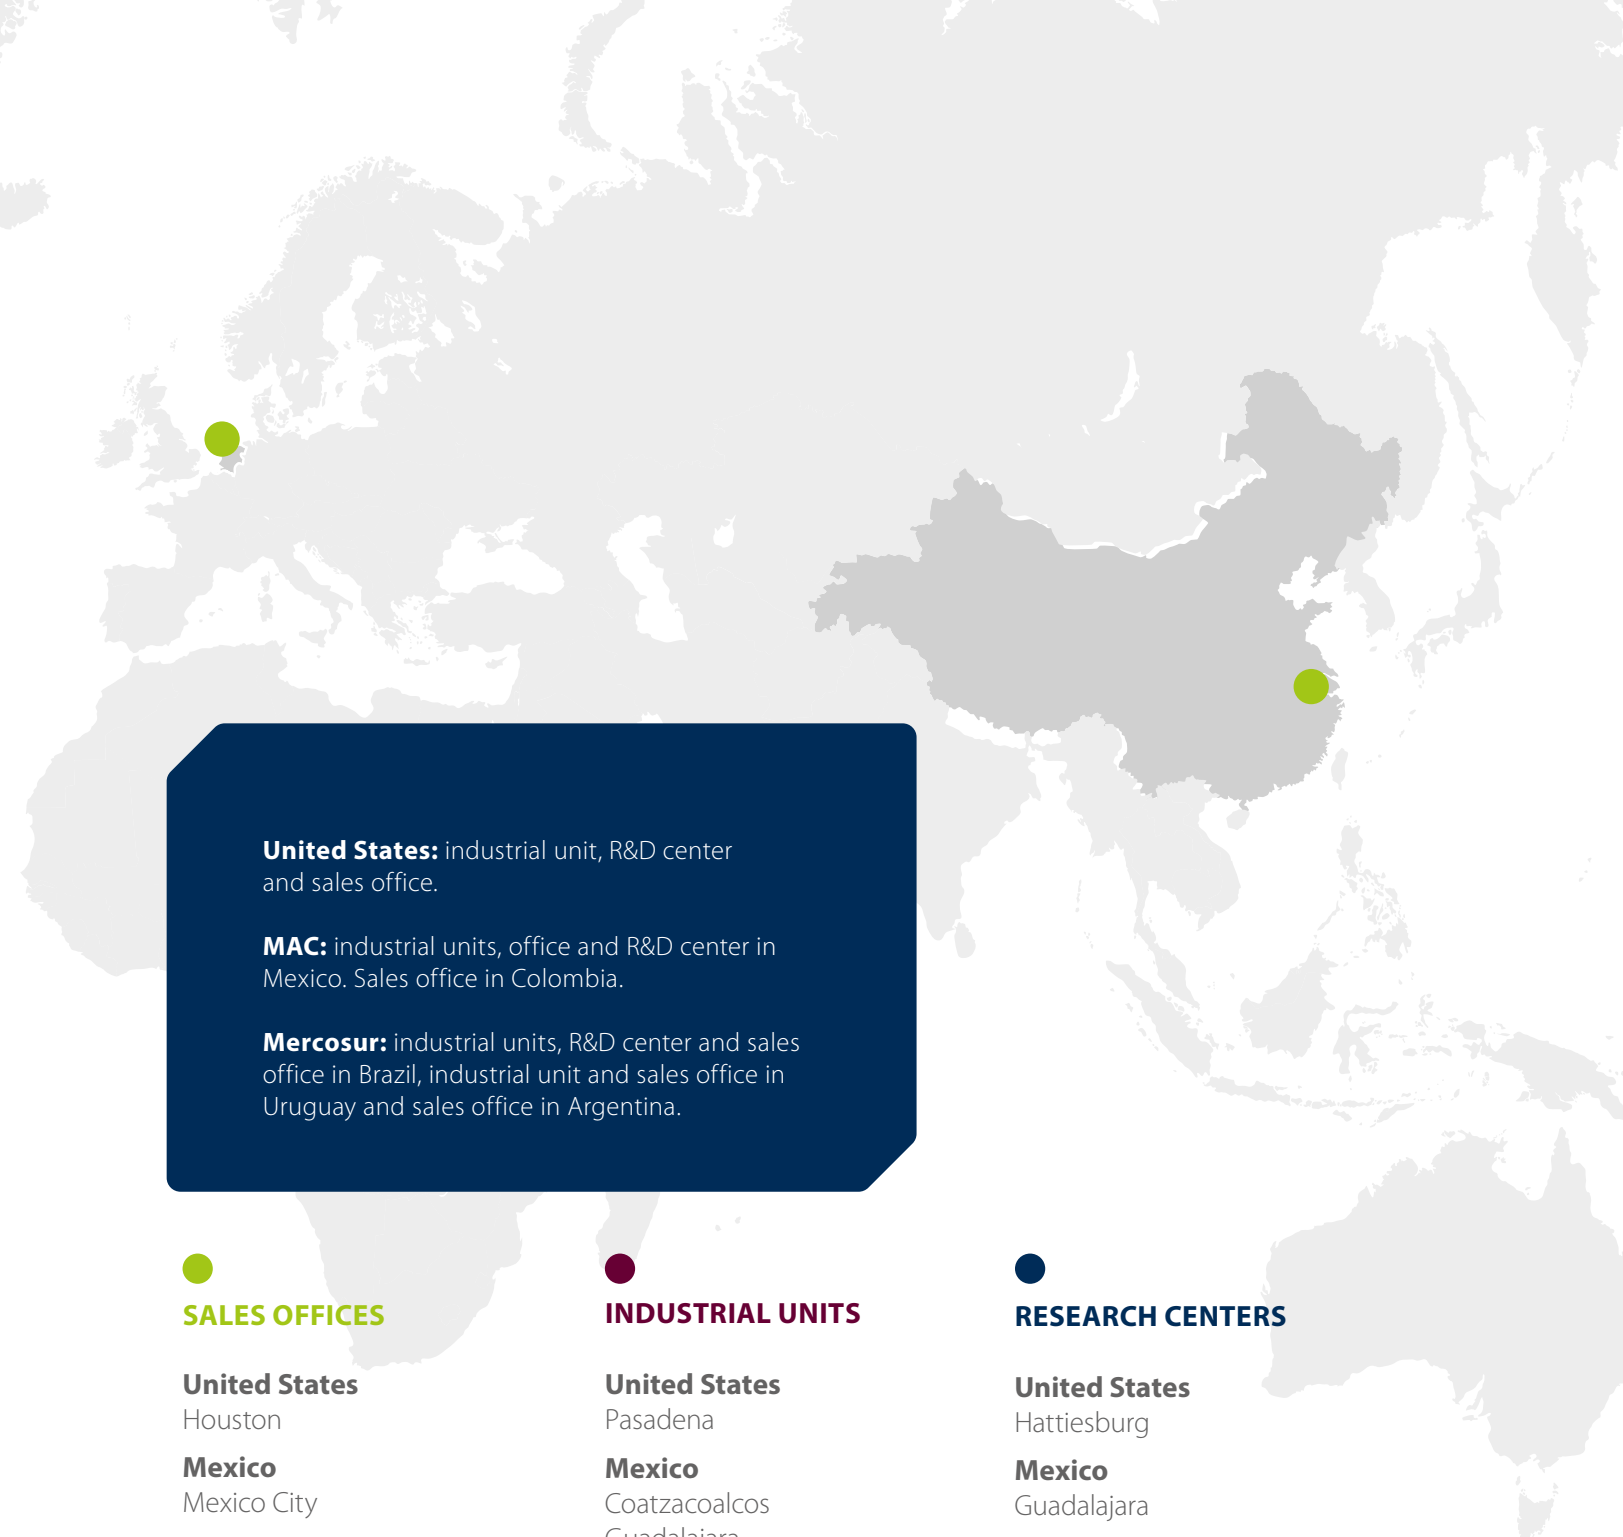 United States: industrial unit, R&D center
and sales office.
MAC: industrial units, office and R&D center in
Mexico. Sales office in Colombia.
Mercosur: industrial units, R&D center and sales
office in Brazil, industrial unit and sales office in
Uruguay and sales office in Argentina.
SALES OFFICES
United States
Houston
Mexico
Mexico City
INDUSTRIAL UNITS
United States
Pasadena
Mexico
Coatzacoalcos
Guadalajara
RESEARCH CENTERS
United States
Hattiesburg
Mexico
Guadalajara